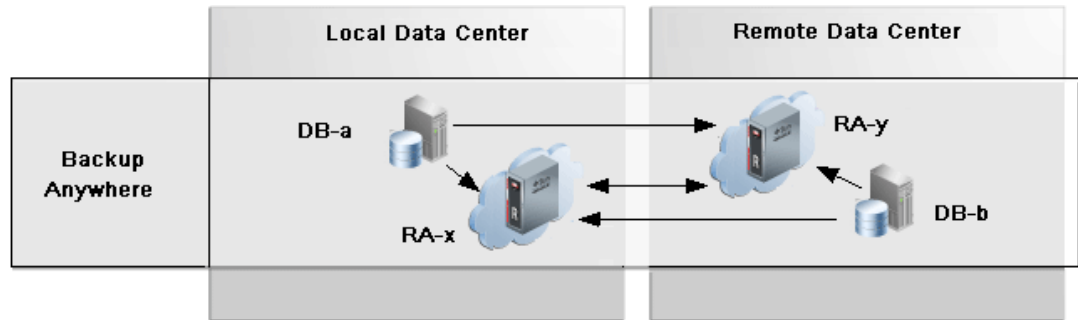 Local Data Center
Remote Data Center
Backup
Anywhere
DB-a
RA-x
RA-y
DB-b
R
R